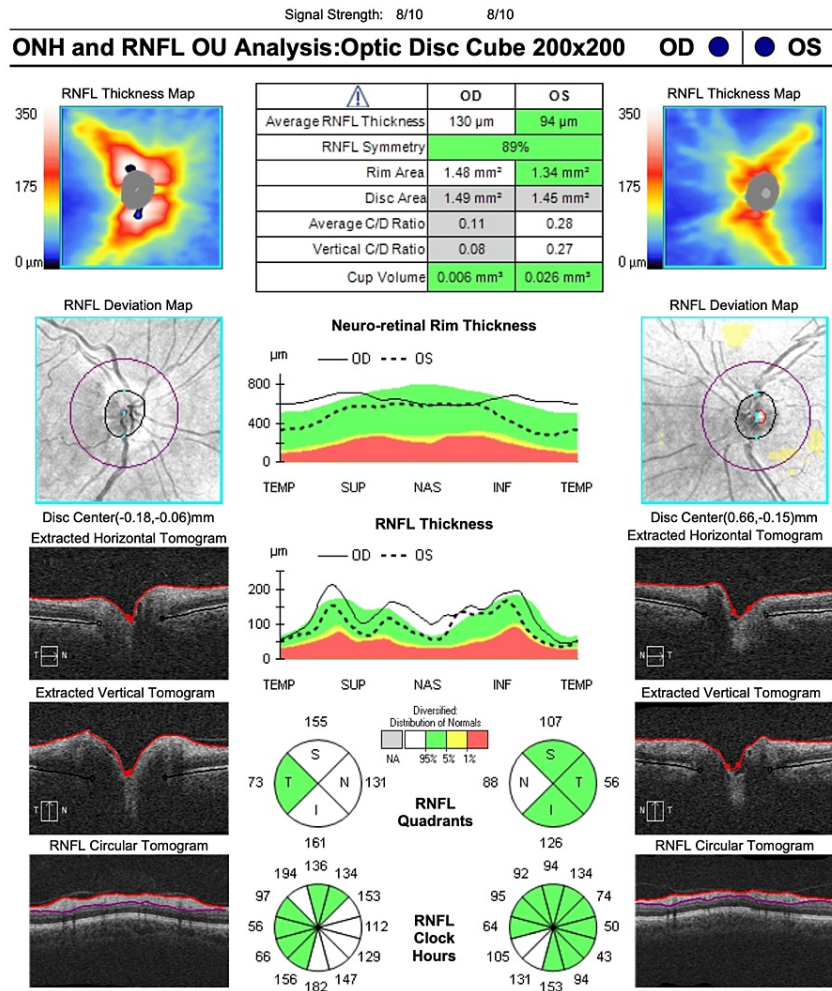 Signal Strength: 8/10 8/10
ONH and RNFL OU Analysis:Optic Disc Cube 200x200 OD OS
RNFL Thickness Map
350
175
0 μm
OD OS
Average RNFL Thickness 130 μm 94 μm
RNFL Symmetry 89%
Rim Area 1.48 mm² 1.34 mm²
Disc Area 1.49 mm² 1.45 mm²
Average C/D Ratio 0.11 0.28
Vertical C/D Ratio 0.08 0.27
Cup Volume 0.006 mm³ 0.026 mm³
RNFL Thickness Map
350
175
0 μm
RNFL Deviation Map
Disc Center(-0.18,-0.06)mm
Neuro-retinal Rim Thickness
μm OD OS
800
400
0
TEMP SUP NAS INF TEMP
RNFL Deviation Map
Disc Center(0.66,-0.15)mm
Extracted Horizontal Tomogram
T N
RNFL Thickness
μm OD OS
200
100
0
TEMP SUP NAS INF TEMP
Extracted Horizontal Tomogram
N T
Extracted Vertical Tomogram
T N
155
S
73 T N 131
I
161
Diversified:
Distribution of Normals
NA 95% 5% 1%
RNFL
Quadrants
107
S
88 N T 56
I
126
Extracted Vertical Tomogram
N T
RNFL Circular Tomogram
136
194 134
97 153
56 112
66 129
156 147
182
RNFL
Clock
Hours
94
92 134
95 74
64 50
105 43
131 94
153
RNFL Circular Tomogram